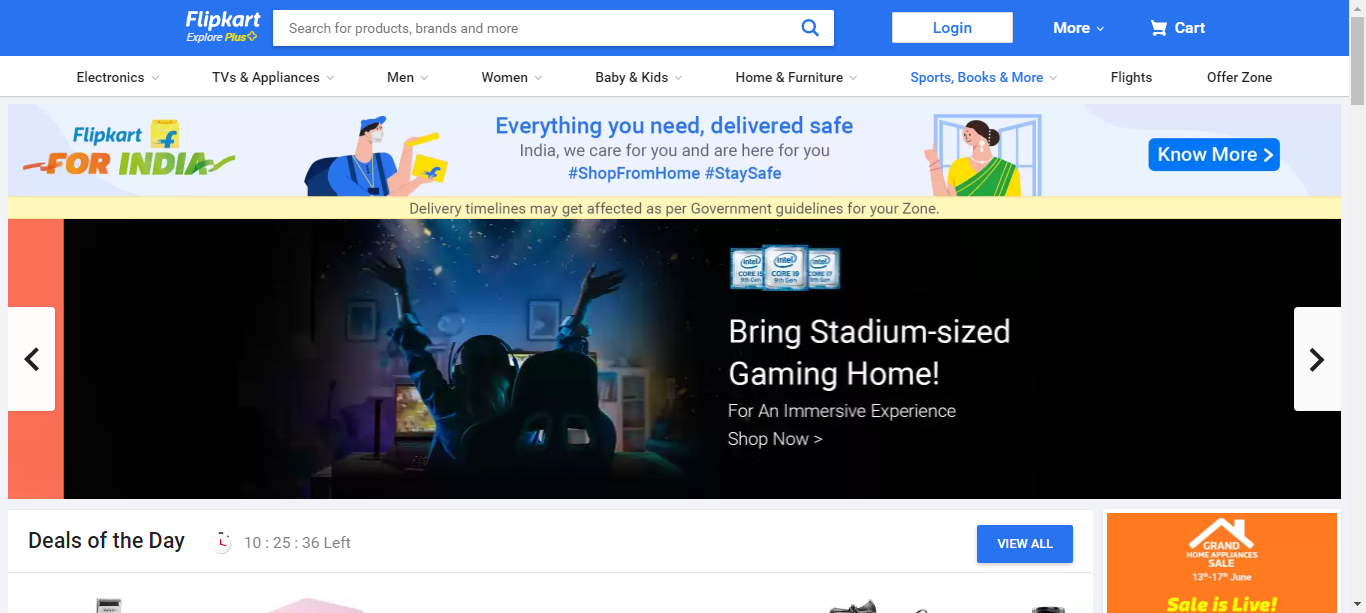 Flipkart
Explore Plus
Search for products, brands and more
Login
More
Cart
Electronics
TVs & Appliances
Men
Women
Baby & Kids
Home & Furniture
Sports, Books & More
Flights
Offer Zone
Flipkart
FOR INDIA
Everything you need, delivered safe
India, we care for you and are here for you
#ShopFromHome #StaySafe
Know More
Delivery timelines may get affected as per Government guidelines for your Zone.
intel CORE i5 9th Gen
intel CORE i9 9th Gen
intel CORE i7 9th Gen
Bring Stadium-sized
Gaming Home!
For An Immersive Experience
Shop Now >
Deals of the Day
10 : 25 : 36 Left
VIEW ALL
GRAND
HOME APPLIANCES
SALE
13th-17th June
Sale is Live!